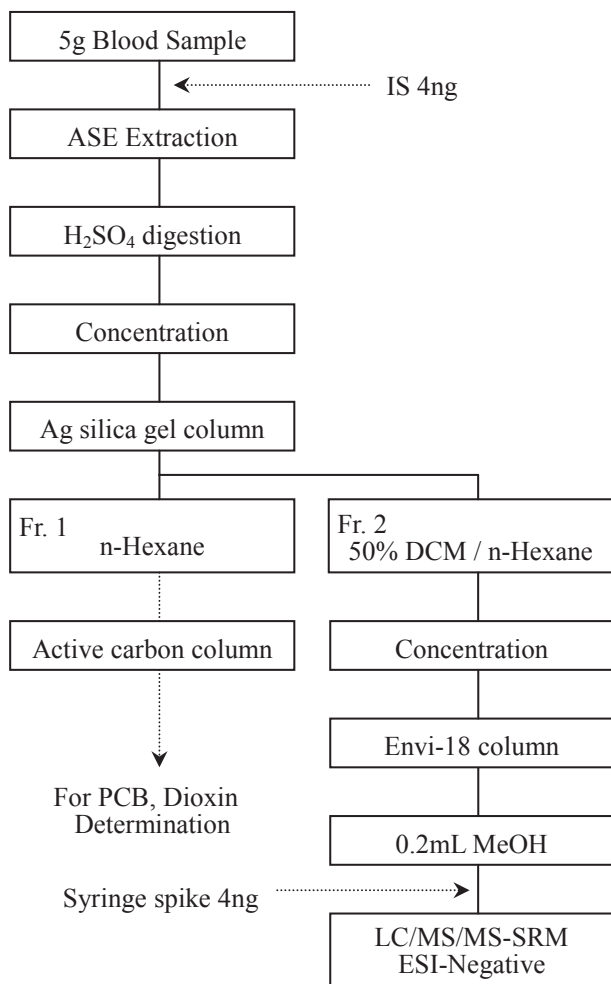 5g Blood Sample
IS 4ng
ASE Extraction
H₂SO₄ digestion
Concentration
Ag silica gel column
Fr. 1
n-Hexane
Fr. 2
50% DCM / n-Hexane
Active carbon column
Concentration
Envi-18 column
For PCB, Dioxin
Determination
0.2mL MeOH
Syringe spike 4ng
LC/MS/MS-SRM
ESI-Negative